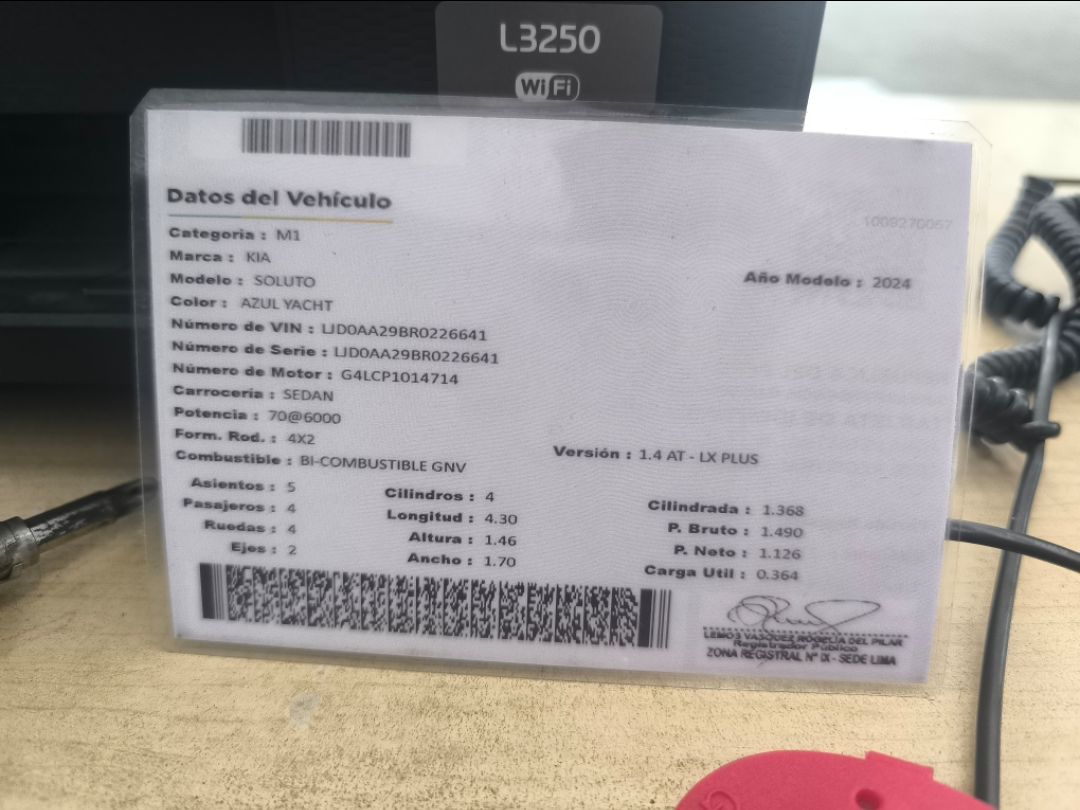 L3250
WiFi
Datos del Vehículo
1009270057
Categoria : M1
Marca : KIA
Modelo : SOLUTO
Año Modelo : 2024
Color : AZUL YACHT
Número de VIN : LJD0AA29BR0226641
Número de Serie : LJD0AA29BR0226641
Número de Motor : G4LCP1014714
Carrocería : SEDAN
Potencia : 70@6000
Form. Rod. : 4X2
Versión : 1.4 AT - LX PLUS
Combustible : BI-COMBUSTIBLE GNV
Asientos : 5 Cilindros : 4 Cilindrada : 1.368
Pasajeros : 4 Longitud : 4.30 P. Bruto : 1.490
Ruedas : 4 Altura : 1.46 P. Neto : 1.126
Ejes : 2 Ancho : 1.70 Carga Util : 0.364
LEMOS VASQUEZ ROGELIA DEL PILAR
Registrador Público
ZONA REGISTRAL N° IX - SEDE LIMA